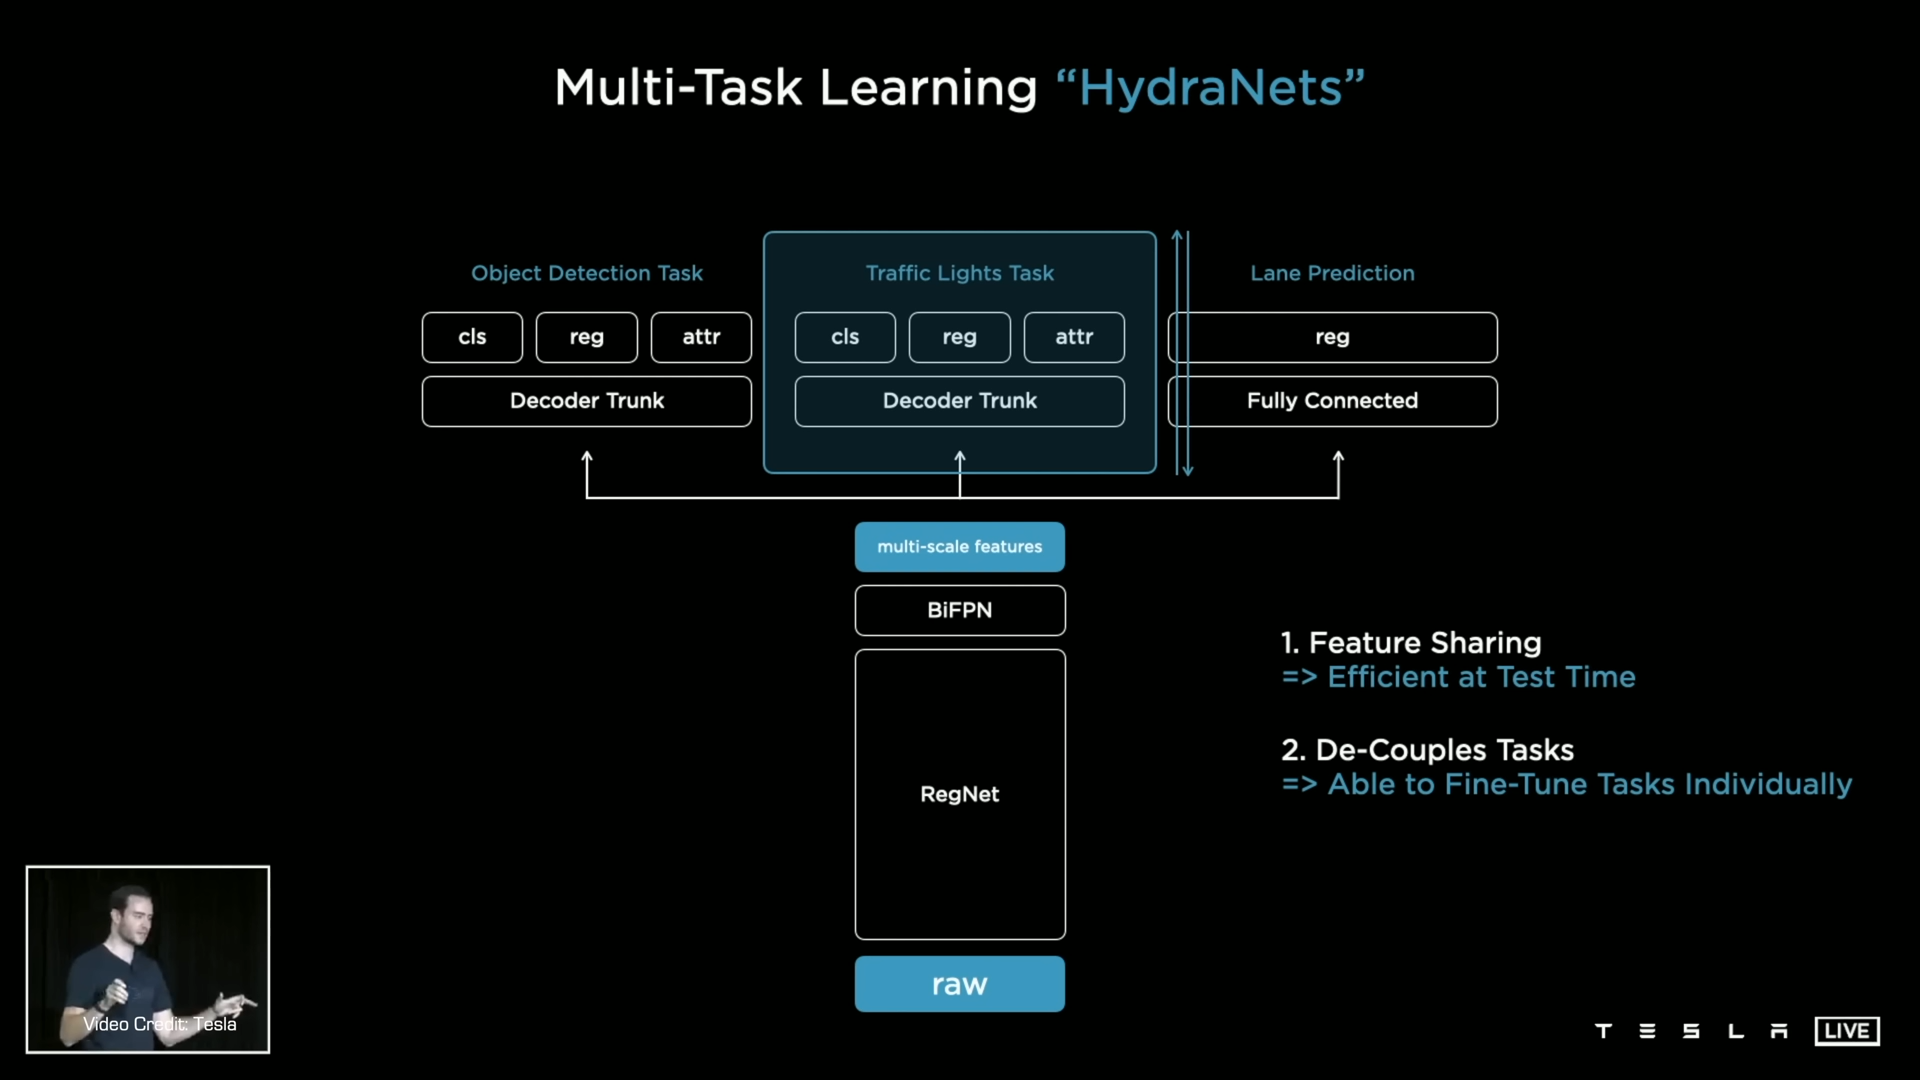 Multi-Task Learning “HydraNets”
Object Detection Task
cls reg attr
Decoder Trunk
Traffic Lights Task
cls reg attr
Decoder Trunk
Lane Prediction
reg
Fully Connected
multi-scale features
BiFPN
RegNet
raw
1. Feature Sharing
=> Efficient at Test Time
2. De-Couples Tasks
=> Able to Fine-Tune Tasks Individually
Video Credit: Tesla
TESLA LIVE